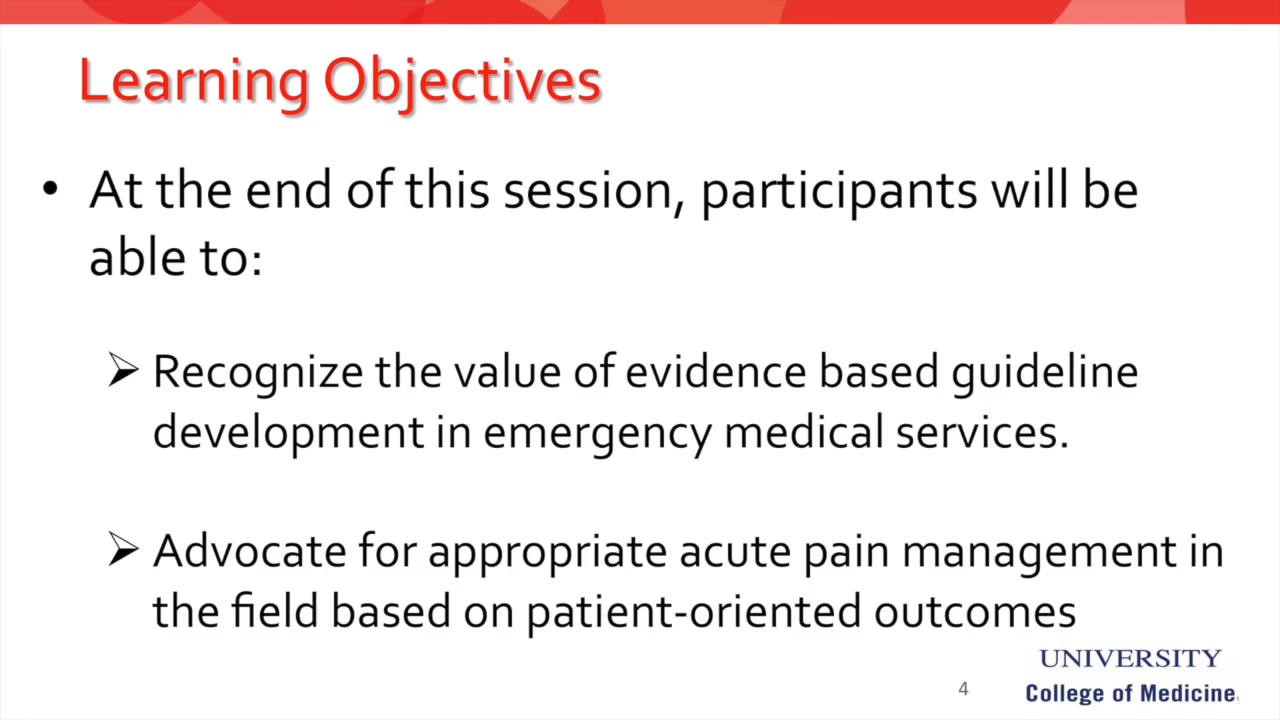 Learning Objectives
• At the end of this session, participants will be
able to:
➢ Recognize the value of evidence based guideline
development in emergency medical services.
➢ Advocate for appropriate acute pain management in
the field based on patient-oriented outcomes
UNIVERSITY
4
College of Medicine